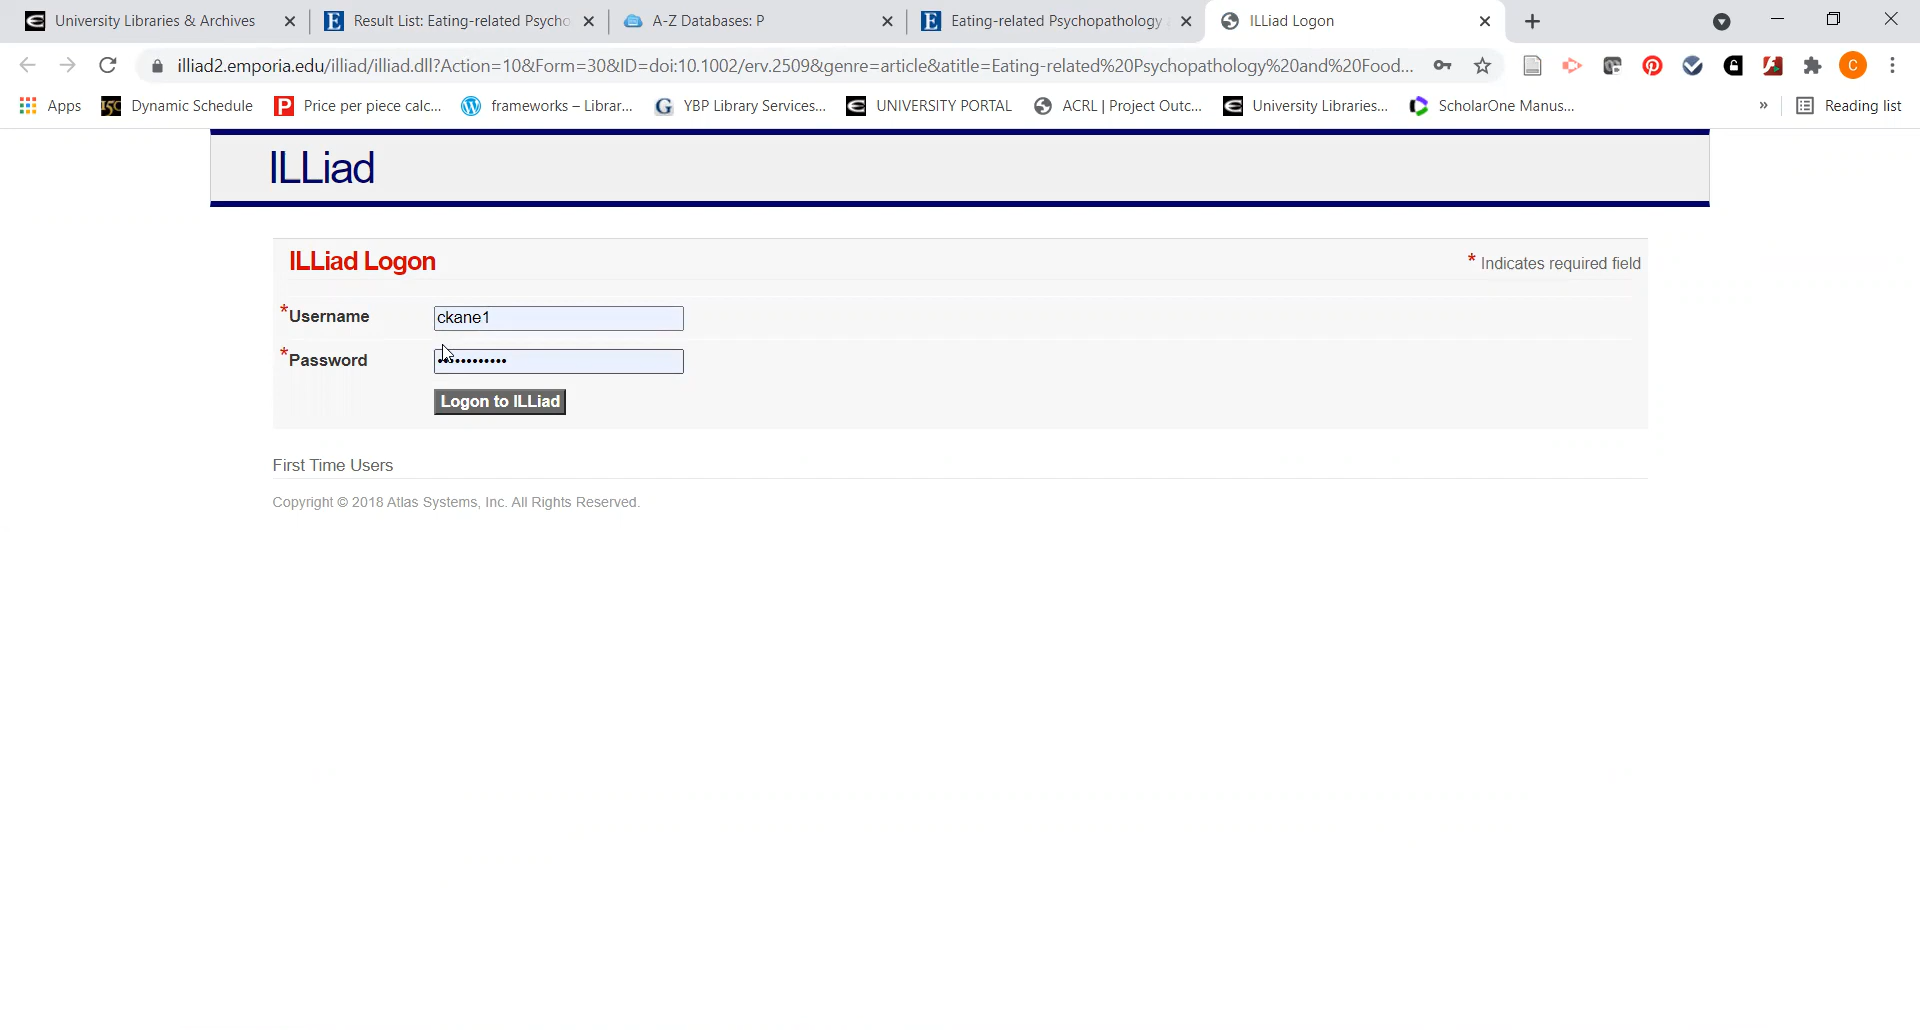 University Libraries & Archives
Result List: Eating-related Psycho
A-Z Databases: P
Eating-related Psychopathology
ILLiad Logon
illiad2.emporia.edu/illiad/illiad.dll?Action=10&Form=30&ID=doi:10.1002/erv.2509&genre=article&atitle=Eating-related%20Psychopathology%20and%20Food...
C
Apps
Dynamic Schedule
Price per piece calc...
frameworks – Librar...
YBP Library Services...
UNIVERSITY PORTAL
ACRL | Project Outc...
University Libraries...
ScholarOne Manus...
»
Reading list
ILLiad
ILLiad Logon
* Indicates required field
*Username
ckane1
*Password
••••••••••••
Logon to ILLiad
First Time Users
Copyright © 2018 Atlas Systems, Inc. All Rights Reserved.